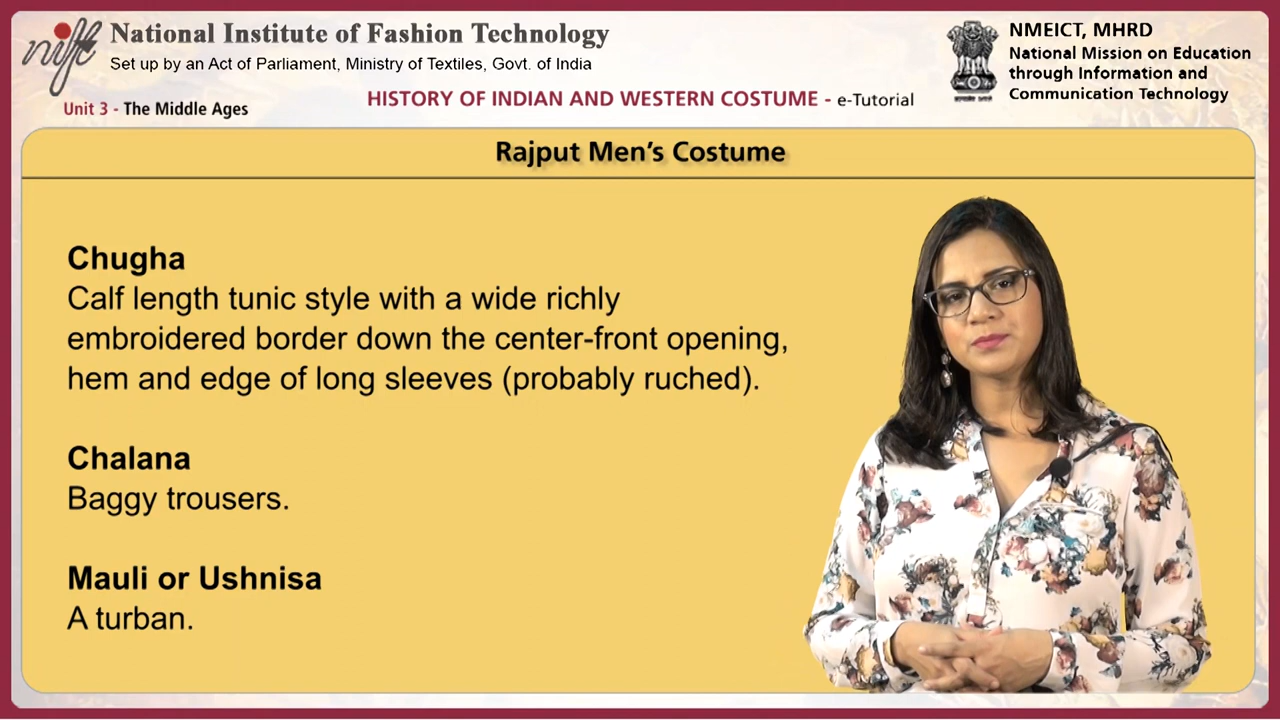 nift
National Institute of Fashion Technology
Set up by an Act of Parliament, Ministry of Textiles, Govt. of India
NMEICT, MHRD
National Mission on Education
through Information and
Communication Technology
Unit 3 - The Middle Ages
HISTORY OF INDIAN AND WESTERN COSTUME - e-Tutorial
Rajput Men's Costume
Chugha
Calf length tunic style with a wide richly
embroidered border down the center-front opening,
hem and edge of long sleeves (probably ruched).
Chalana
Baggy trousers.
Mauli or Ushnisa
A turban.